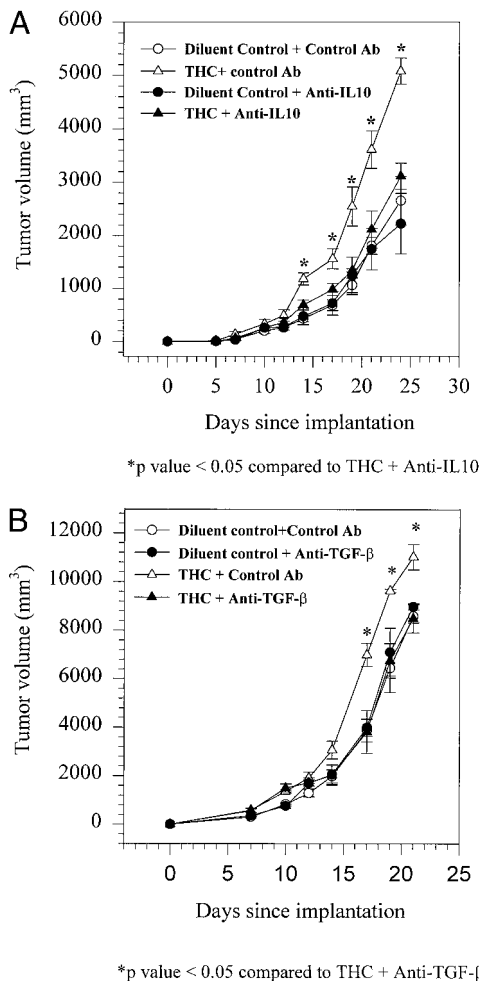 A
6000
5000
4000
3000
2000
1000
0
Tumor volume (mm³)
Diluent Control + Control Ab
THC+ control Ab
Diluent Control + Anti-IL10
THC + Anti-IL10
* * * * * *
0 5 10 15 20 25 30
Days since implantation
*p value < 0.05 compared to THC + Anti-IL10
B
12000
10000
8000
6000
4000
2000
0
Tumor volume (mm³)
Diluent control+Control Ab
Diluent control + Anti-TGF-β
THC + Control Ab
THC + Anti-TGF-β
* * *
0 5 10 15 20 25
Days since implantation
*p value < 0.05 compared to THC + Anti-TGF-β